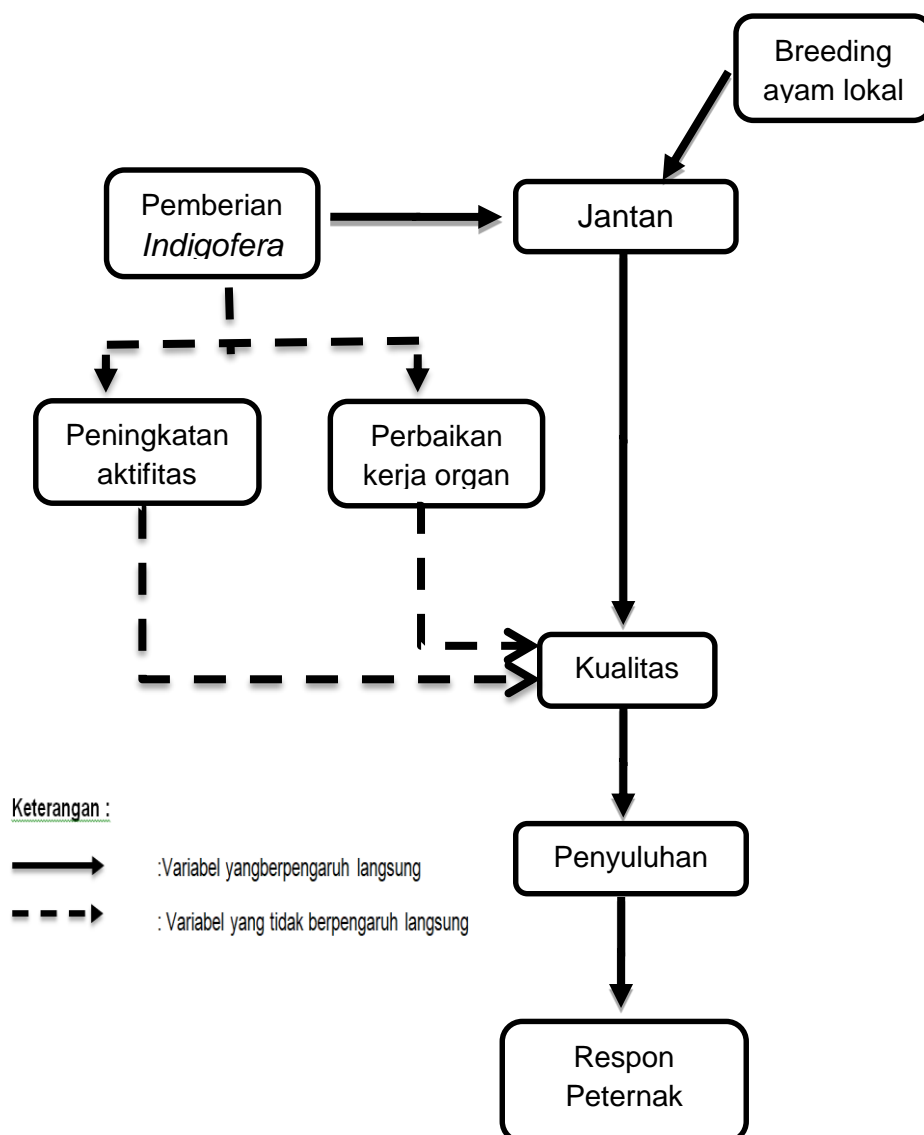 Breeding
ayam lokal
Pemberian
Indigofera
Jantan
Peningkatan
aktifitas
Perbaikan
kerja organ
Kualitas
Keterangan :
:Variabel yangberpengaruh langsung
: Variabel yang tidak berpengaruh langsung
Penyuluhan
Respon
Peternak